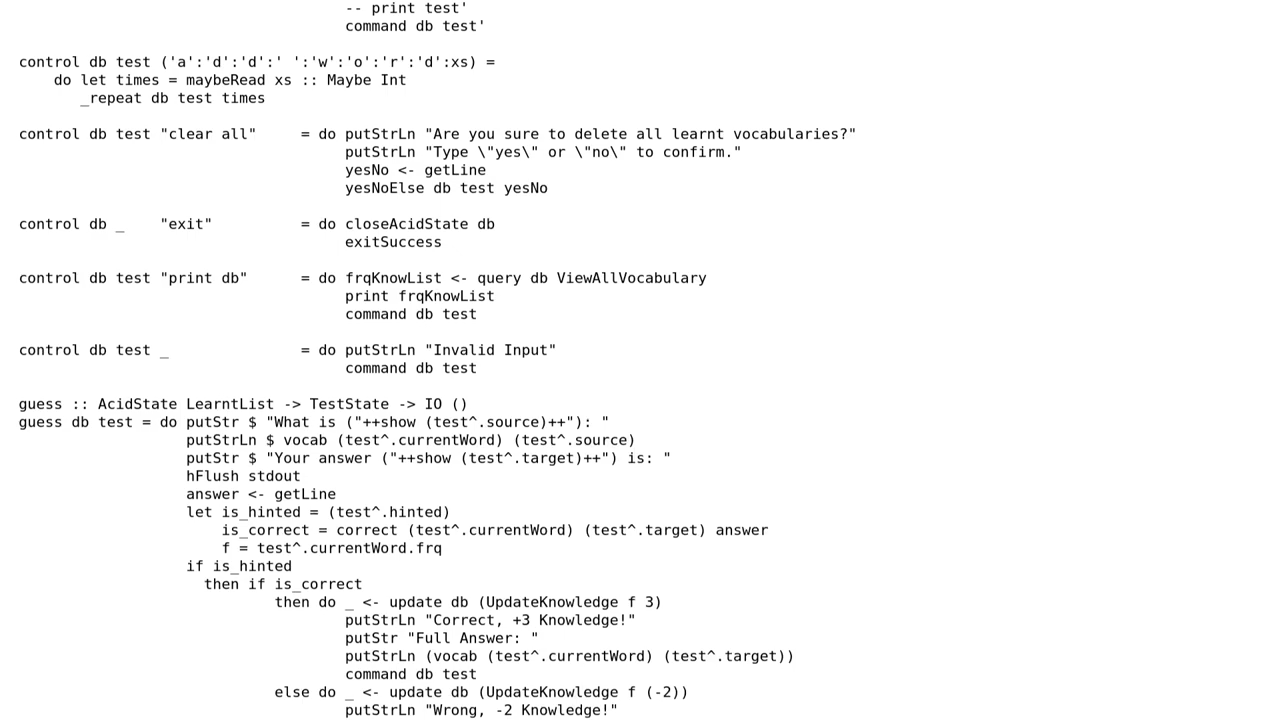 -- print test'
command db test'
control db test ('a':'d':'d':' ':'w':'o':'r':'d':xs) =
do let times = maybeRead xs :: Maybe Int
_repeat db test times
control db test "clear all" = do putStrLn "Are you sure to delete all learnt vocabularies?"
putStrLn "Type \"yes\" or \"no\" to confirm."
yesNo <- getLine
yesNoElse db test yesNo
control db _ "exit" = do closeAcidState db
exitSuccess
control db test "print db" = do frqKnowList <- query db ViewAllVocabulary
print frqKnowList
command db test
control db test _ = do putStrLn "Invalid Input"
command db test
guess :: AcidState LearntList -> TestState -> IO ()
guess db test = do putStr $ "What is ("++show (test^.source)++"): "
putStrLn $ vocab (test^.currentWord) (test^.source)
putStr $ "Your answer ("++show (test^.target)++") is: "
hFlush stdout
answer <- getLine
let is_hinted = (test^.hinted)
is_correct = correct (test^.currentWord) (test^.target) answer
f = test^.currentWord.frq
if is_hinted
then if is_correct
then do _ <- update db (UpdateKnowledge f 3)
putStrLn "Correct, +3 Knowledge!"
putStr "Full Answer: "
putStrLn (vocab (test^.currentWord) (test^.target))
command db test
else do _ <- update db (UpdateKnowledge f (-2))
putStrLn "Wrong, -2 Knowledge!"